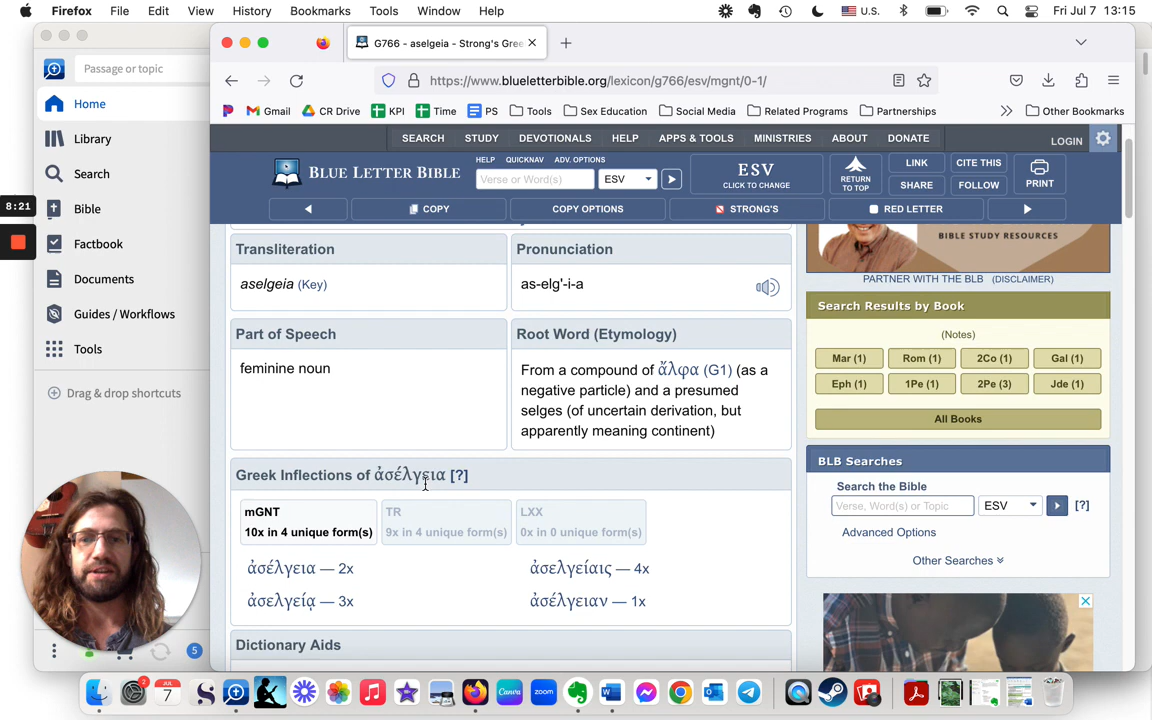 Firefox File Edit View History Bookmarks Tools Window Help U.S. Fri Jul 7 13:15
Passage or topic
G766 - aselgeia - Strong's Gree
https://www.blueletterbible.org/lexicon/g766/esv/mgnt/0-1/
Gmail CR Drive KPI Time PS Tools Sex Education Social Media Related Programs Partnerships Other Bookmarks
Home
Library
Search
Bible
Factbook
Documents
Guides / Workflows
Tools
Drag & drop shortcuts
8:21
5
SEARCH STUDY DEVOTIONALS HELP APPS & TOOLS MINISTRIES ABOUT DONATE LOGIN
BLUE LETTER BIBLE
HELP QUICKNAV ADV. OPTIONS
Verse or Word(s) ESV
ESV
CLICK TO CHANGE
RETURN
TO TOP
LINK CITE THIS
SHARE FOLLOW
PRINT
COPY COPY OPTIONS STRONG'S RED LETTER
Transliteration
aselgeia (Key)
Pronunciation
as-elg'-i-a
Part of Speech
feminine noun
Root Word (Etymology)
From a compound of ἄλφα (G1) (as a
negative particle) and a presumed
selges (of uncertain derivation, but
apparently meaning continent)
Greek Inflections of ἀσέλγεια [?]
mGNT
10x in 4 unique form(s)
TR
9x in 4 unique form(s)
LXX
0x in 0 unique form(s)
ἀσέλγεια — 2x
ἀσελγείαις — 4x
ἀσελγείᾳ — 3x
ἀσέλγειαν — 1x
Dictionary Aids
BIBLE STUDY RESOURCES
PARTNER WITH THE BLB (DISCLAIMER)
Search Results by Book
(Notes)
Mar (1) Rom (1) 2Co (1) Gal (1)
Eph (1) 1Pe (1) 2Pe (3) Jde (1)
All Books
BLB Searches
Search the Bible
Verse, Word(s) or Topic ESV [?]
Advanced Options
Other Searches
2
JUL
7
Canva
zoom